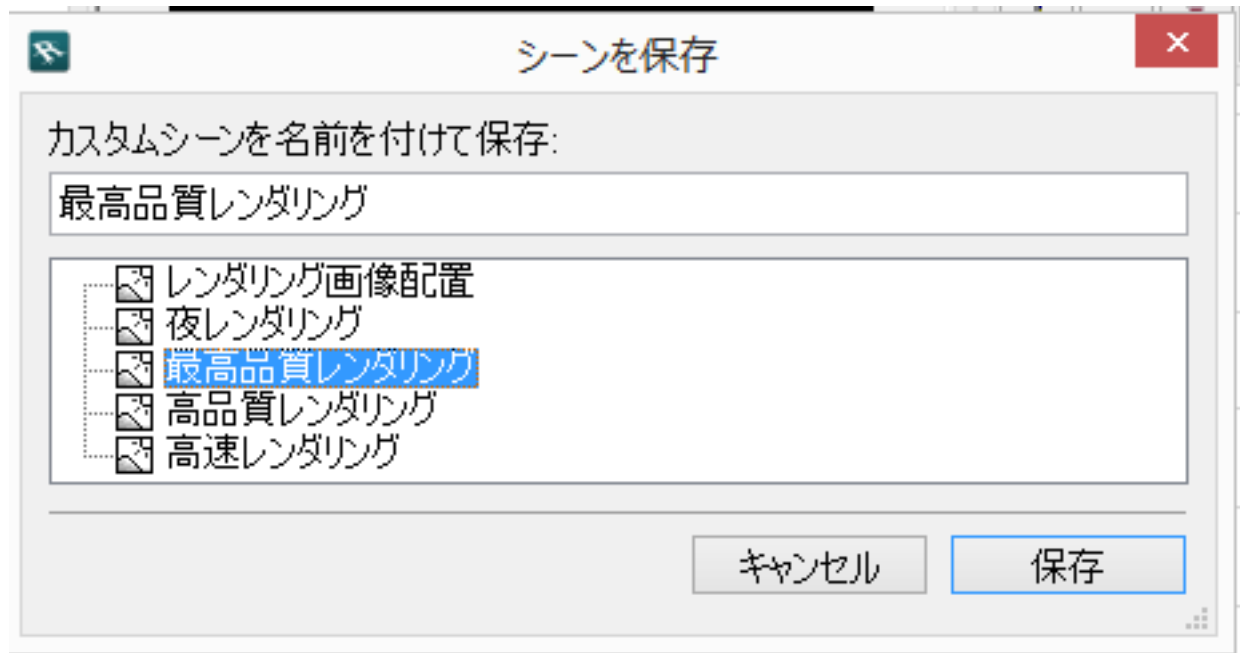 シーンを保存
カスタムシーンを名前を付けて保存:
最高品質レンダリング
レンダリング画像配置
夜レンダリング
最高品質レンダリング
高品質レンダリング
高速レンダリング
キャンセル
保存